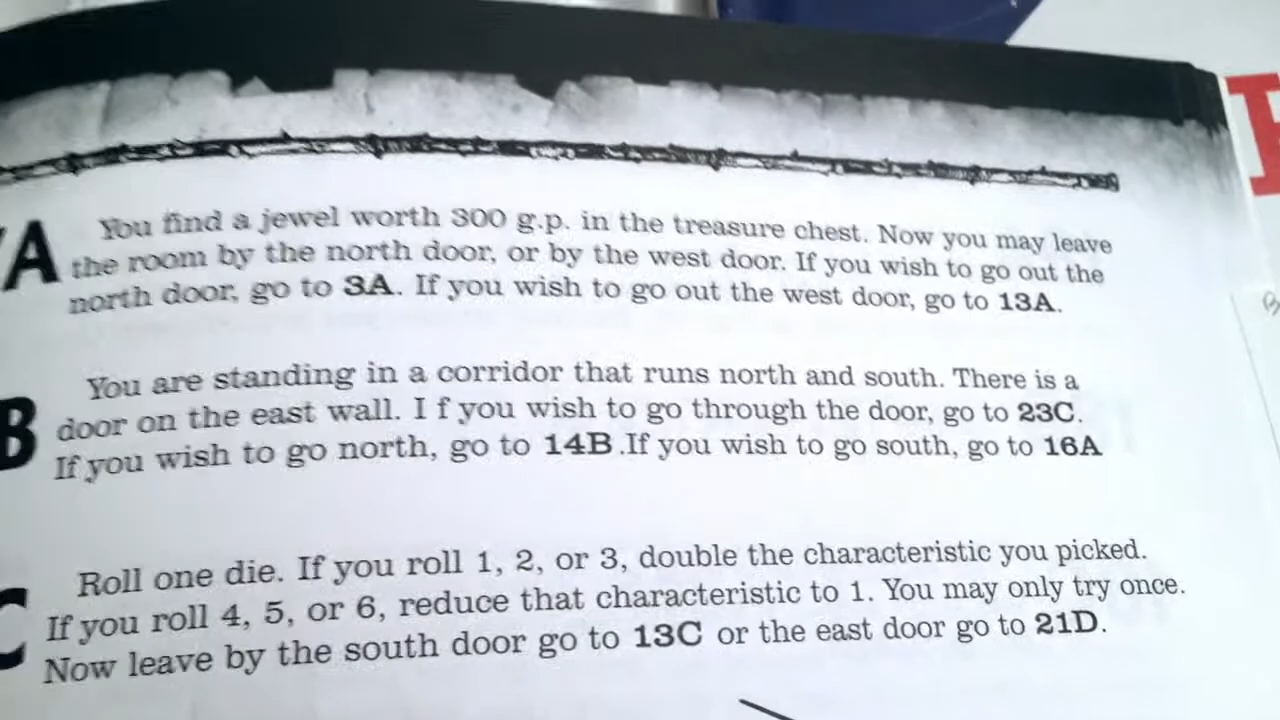 A You find a jewel worth 300 g.p. in the treasure chest. Now you may leave
the room by the north door, or by the west door. If you wish to go out the
north door, go to 3A. If you wish to go out the west door, go to 13A.
B You are standing in a corridor that runs north and south. There is a
door on the east wall. I f you wish to go through the door, go to 23C.
If you wish to go north, go to 14B .If you wish to go south, go to 16A
C Roll one die. If you roll 1, 2, or 3, double the characteristic you picked.
If you roll 4, 5, or 6, reduce that characteristic to 1. You may only try once.
Now leave by the south door go to 13C or the east door go to 21D.